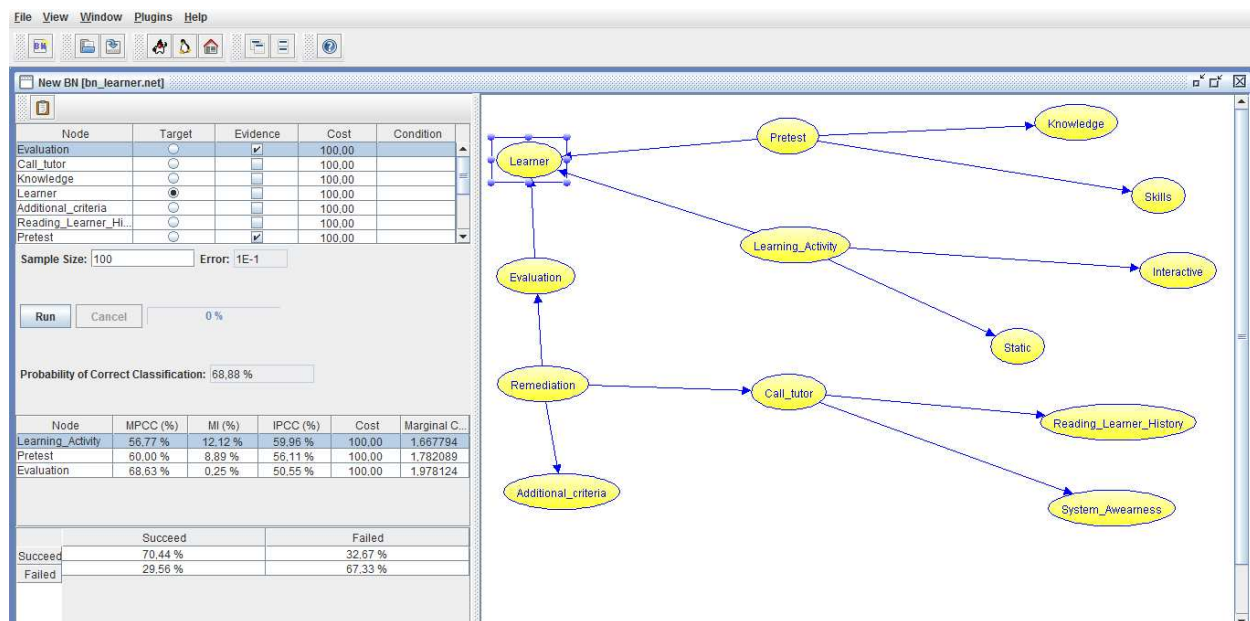 File View Window Plugins Help
BN
New BN [bn_learner.net]
Node Target Evidence Cost Condition
Evaluation 100,00
Call_tutor 100,00
Knowledge 100,00
Learner 100,00
Additional_criteria 100,00
Reading_Learner_Hi... 100,00
Pretest 100,00
Sample Size: 100 Error: 1E-1
Run Cancel 0 %
Probability of Correct Classification: 68,88 %
Node MPCC (%) MI (%) IPCC (%) Cost Marginal C...
Learning_Activity 56,77 % 12,12 % 59,96 % 100,00 1,667794
Pretest 60,00 % 8,89 % 56,11 % 100,00 1,782089
Evaluation 68,63 % 0,25 % 50,55 % 100,00 1,978124
Succeed Failed
Succeed 70,44 % 32,67 %
Failed 29,56 % 67,33 %
Knowledge
Pretest
Learner
Skills
Learning_Activity
Interactive
Evaluation
Static
Remediation
Call_tutor
Reading_Learner_History
Additional_criteria
System_Awearness